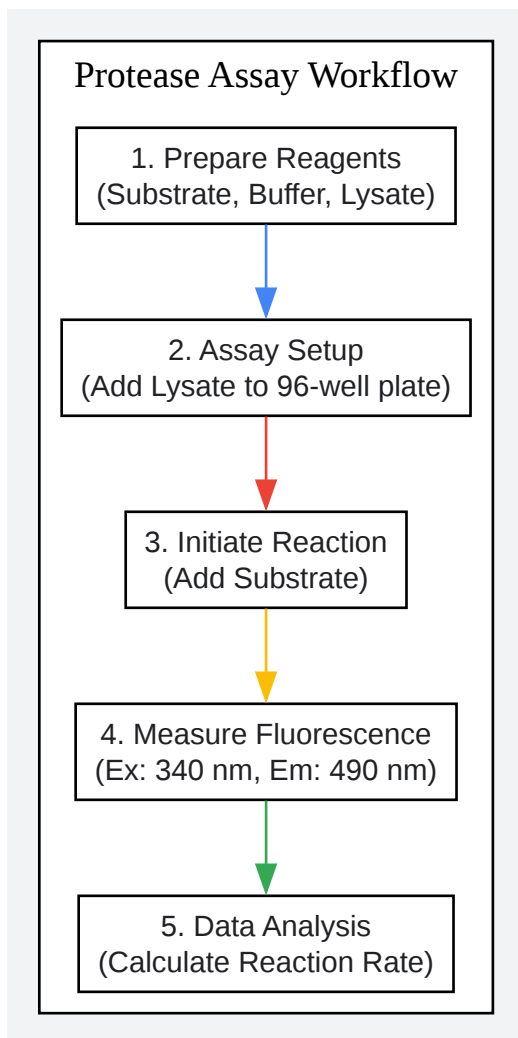 Protease Assay Workflow
1. Prepare Reagents
(Substrate, Buffer, Lysate)
2. Assay Setup
(Add Lysate to 96-well plate)
3. Initiate Reaction
(Add Substrate)
4. Measure Fluorescence
(Ex: 340 nm, Em: 490 nm)
5. Data Analysis
(Calculate Reaction Rate)